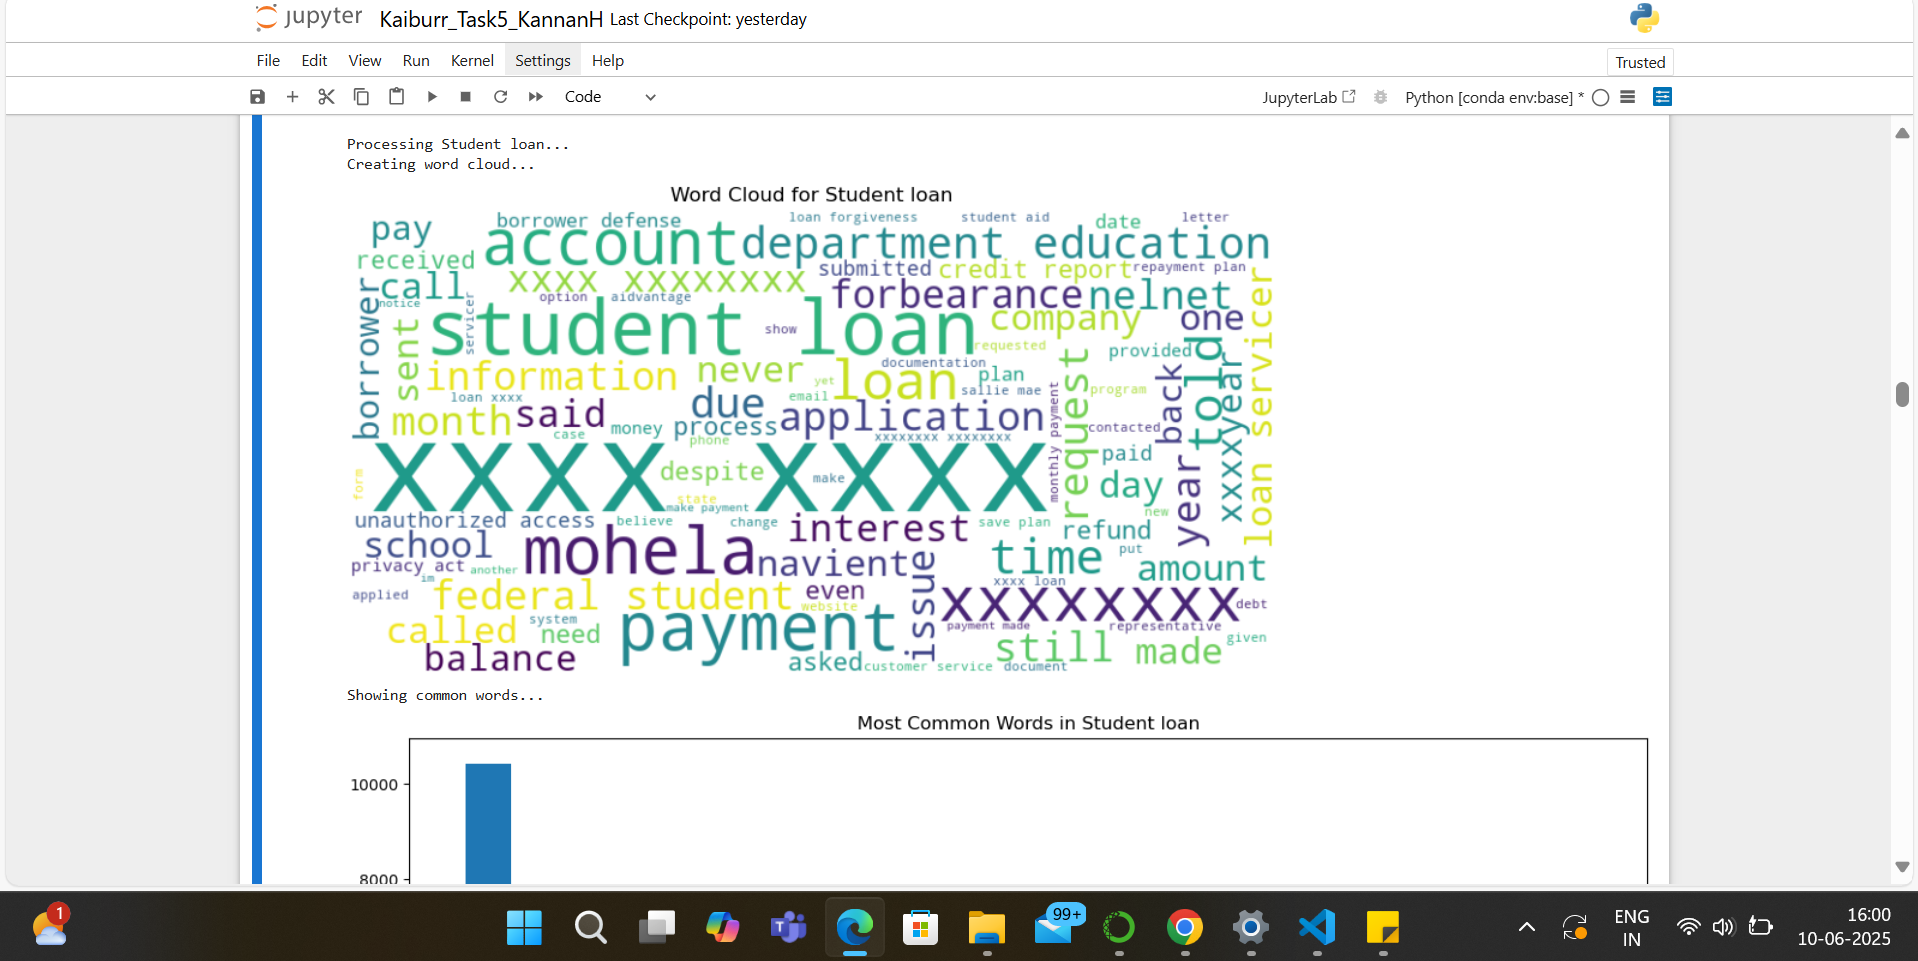 jupyter Kaiburr_Task5_KannanH Last Checkpoint: yesterday
File Edit View Run Kernel Settings Help
Trusted
Code
JupyterLab
Python [conda env:base] *
Processing Student loan...
Creating word cloud...
Word Cloud for Student loan
pay
borrower defense
loan forgiveness
student aid
date
letter
received
account
department education
call
xxxx xxxxxxxx
submitted
credit report
repayment plan
notice
option
aidvantage
forbearance
nelnet
borrower
sent
servicer
student loan
show
company
one
loan servicer
requested
provided
told
information
never
yet
loan
documentation
plan
sallie mae
request
program
back
xxxxyear
loan xxxx
email
month
said
due
application
monthly payment
contacted
case
money
process
phone
xxxxxxxx xxxxxxxx
form
xxxx xxxx
despite
make
paid
day
year
state
make payment
new
unauthorized access
believe
change
interest
save plan
refund
school
mohela
naviente
issue
time
put
privacy act
another
im
amount
xxxx loan
applied
federal student
even
website
xxxxxxxx
debt
called
system
need
payment
payment made
representative
given
still
made
balance
asked
customer service
document
Showing common words...
Most Common Words in Student loan
10000
8000
1
99+
ENG
IN
16:00
10-06-2025